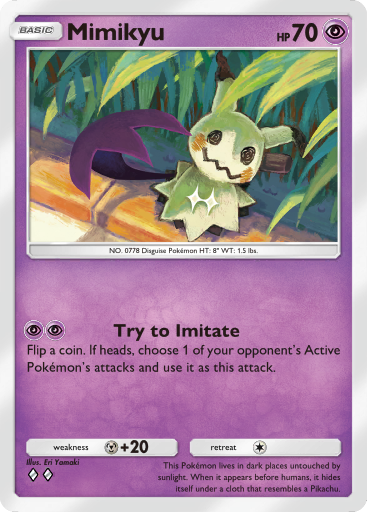 BASIC Mimikyu HP 70
NO. 0778 Disguise Pokémon HT: 8" WT: 1.5 lbs.
Try to Imitate
Flip a coin. If heads, choose 1 of your opponent's Active
Pokémon's attacks and use it as this attack.
weakness +20 retreat
Illus. Eri Yamaki
This Pokémon lives in dark places untouched by
sunlight. When it appears before humans, it hides
itself under a cloth that resembles a Pikachu.